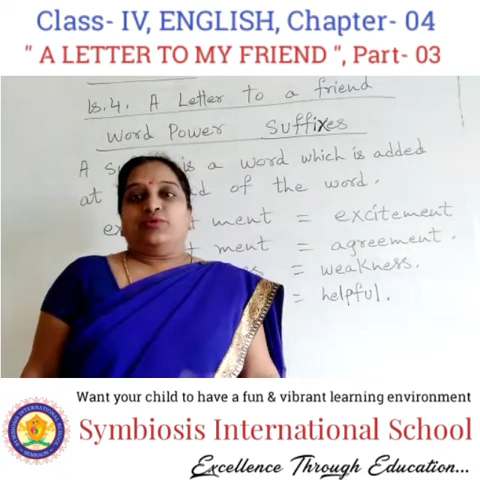 Class- IV, ENGLISH, Chapter- 04
" A LETTER TO MY FRIEND ", Part- 03
Ls.4. A Letter to a friend
Word Power Suffixes
A is a word which is added
at of the word.
ment = excitement
ment = agreement.
= weakness.
= helpful.
Want your child to have a fun & vibrant learning environment
Symbiosis International School
Excellence Through Education...